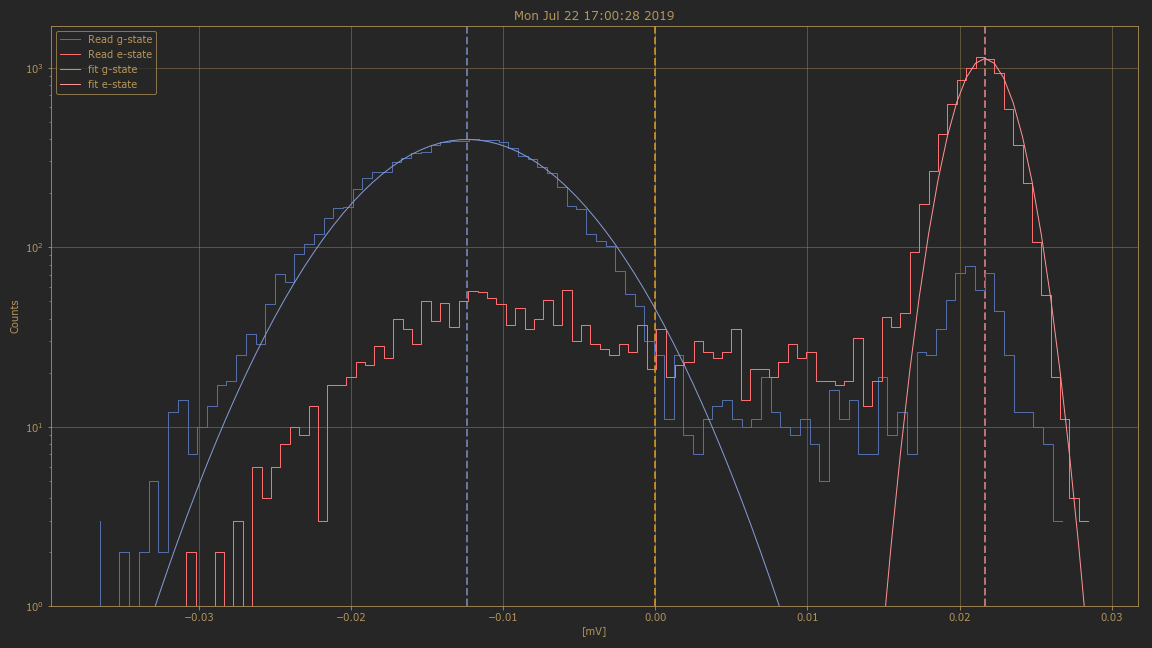 Mon Jul 22 17:00:28 2019
Read g-state
Read e-state
fit g-state
fit e-state
10³
10²
10¹
10⁰
Counts
−0.03 −0.02 −0.01 0.00 0.01 0.02 0.03
[mV]